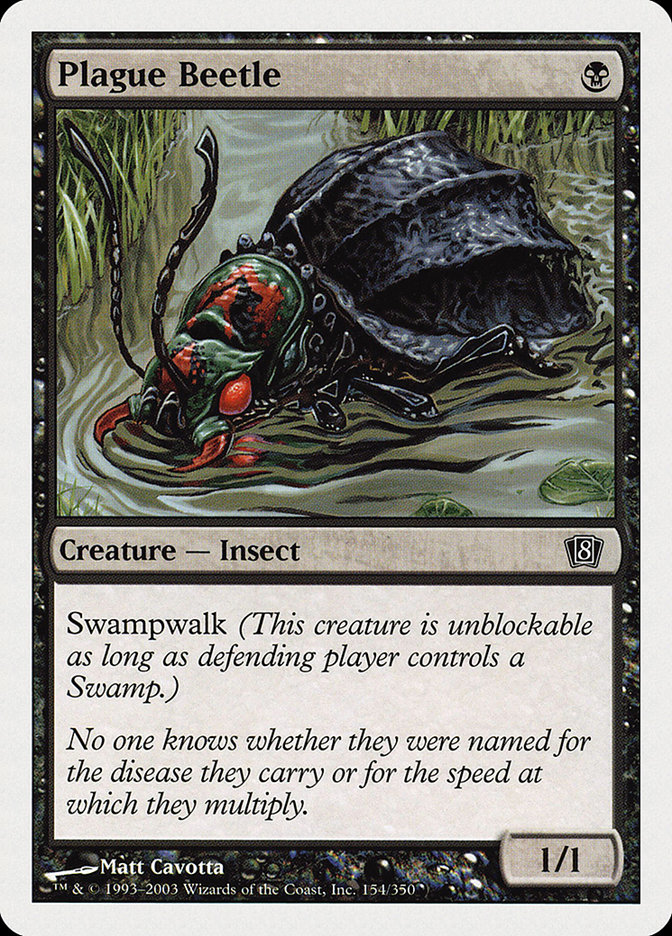 Plague Beetle
Creature — Insect
8
Swampwalk (This creature is unblockable
as long as defending player controls a
Swamp.)
No one knows whether they were named for
the disease they carry or for the speed at
which they multiply.
1/1
Matt Cavotta
™ & © 1993–2003 Wizards of the Coast, Inc. 154/350